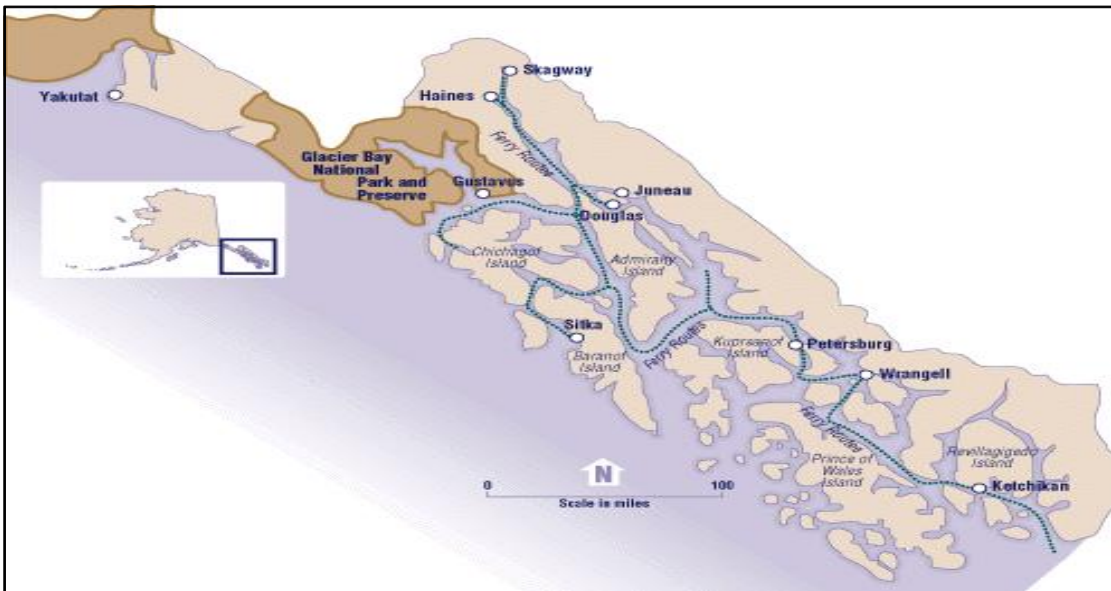 Skagway
Haines
Yakutat
Ferry Routes
Glacier Bay
National
Park and
Preserve
Gustavus
Juneau
Douglas
Chichagof
Island
Admiralty
Island
Sitka
Baranof
Island
Ferry Routes
Kupreanof
Island
Petersburg
Wrangell
Ferry Routes
Prince of
Wales
Island
Revillagigedo
Island
Ketchikan
N
0 100
Scale in miles